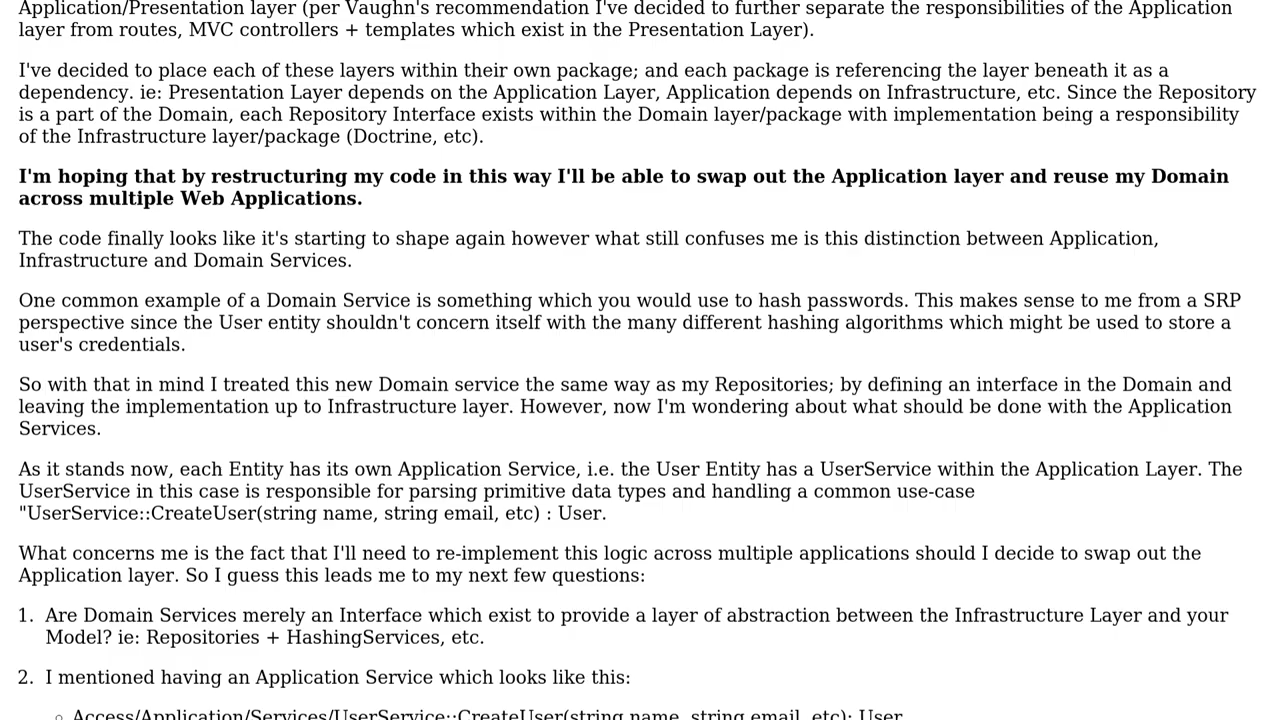 Application/Presentation layer (per Vaughn's recommendation I've decided to further separate the responsibilities of the Application
layer from routes, MVC controllers + templates which exist in the Presentation Layer).
I've decided to place each of these layers within their own package; and each package is referencing the layer beneath it as a
dependency. ie: Presentation Layer depends on the Application Layer, Application depends on Infrastructure, etc. Since the Repository
is a part of the Domain, each Repository Interface exists within the Domain layer/package with implementation being a responsibility
of the Infrastructure layer/package (Doctrine, etc).
I'm hoping that by restructuring my code in this way I'll be able to swap out the Application layer and reuse my Domain
across multiple Web Applications.
The code finally looks like it's starting to shape again however what still confuses me is this distinction between Application,
Infrastructure and Domain Services.
One common example of a Domain Service is something which you would use to hash passwords. This makes sense to me from a SRP
perspective since the User entity shouldn't concern itself with the many different hashing algorithms which might be used to store a
user's credentials.
So with that in mind I treated this new Domain service the same way as my Repositories; by defining an interface in the Domain and
leaving the implementation up to Infrastructure layer. However, now I'm wondering about what should be done with the Application
Services.
As it stands now, each Entity has its own Application Service, i.e. the User Entity has a UserService within the Application Layer. The
UserService in this case is responsible for parsing primitive data types and handling a common use-case
"UserService::CreateUser(string name, string email, etc) : User.
What concerns me is the fact that I'll need to re-implement this logic across multiple applications should I decide to swap out the
Application layer. So I guess this leads me to my next few questions:
1. Are Domain Services merely an Interface which exist to provide a layer of abstraction between the Infrastructure Layer and your
Model? ie: Repositories + HashingServices, etc.
2. I mentioned having an Application Service which looks like this:
◦ Access/Application/Services/UserService::CreateUser(string name, string email, etc): User